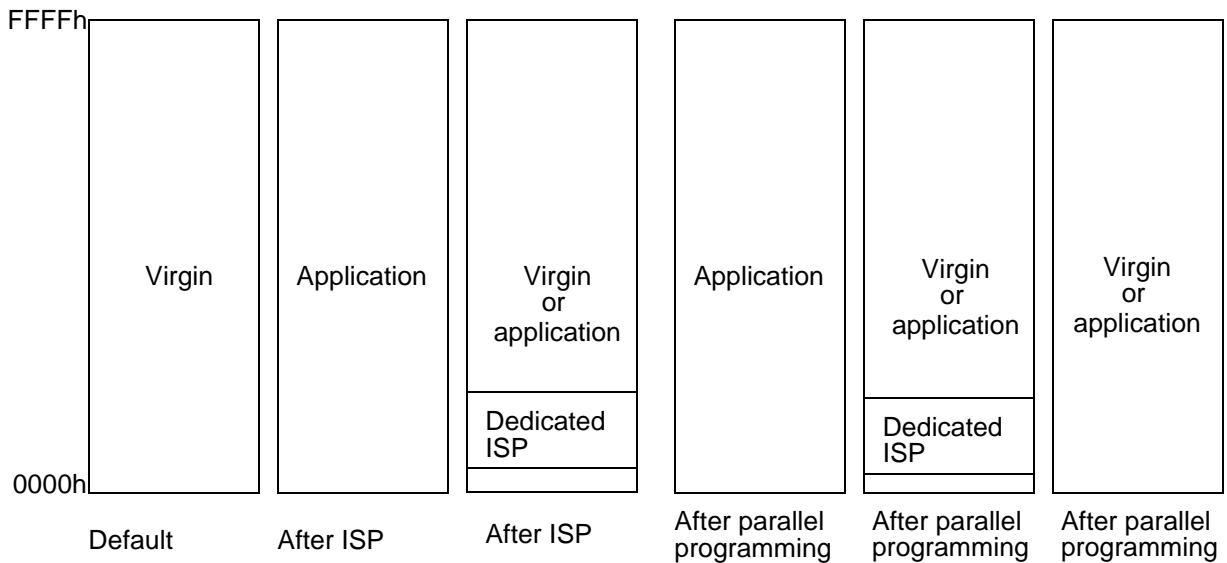 FFFFh
Virgin
Application
Virgin
or
application
Dedicated
ISP
Application
Virgin
or
application
Dedicated
ISP
Virgin
or
application
0000h
Default
After ISP
After ISP
After parallel
programming
After parallel
programming
After parallel
programming